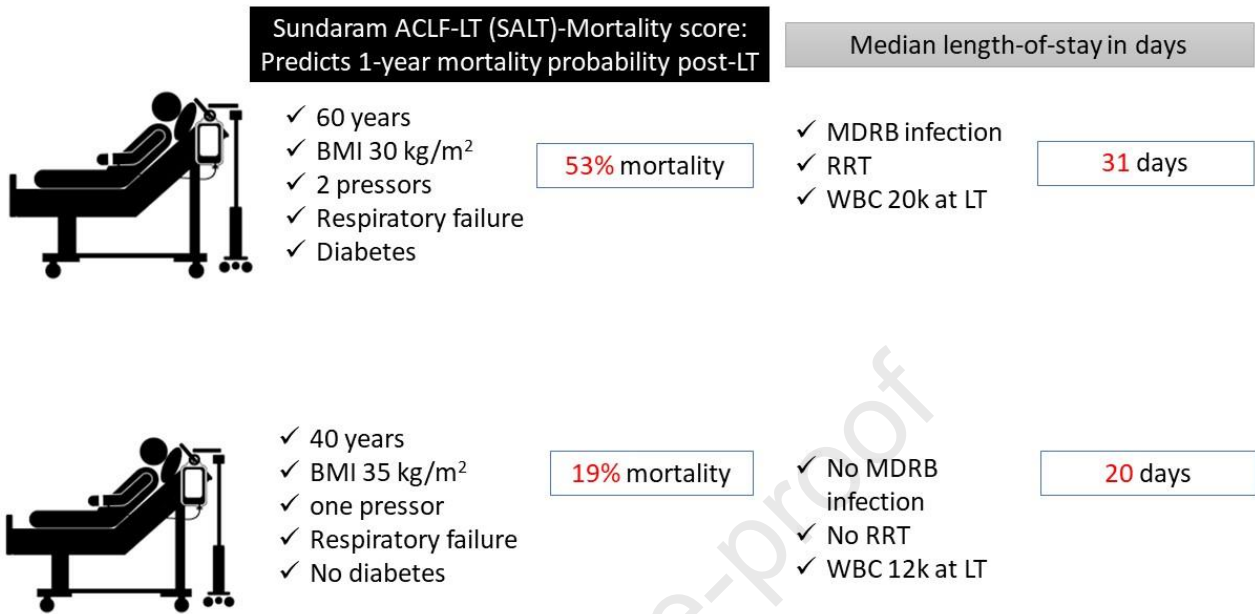 Sundaram ACLF-LT (SALT)-Mortality score:
Predicts 1-year mortality probability post-LT
Median length-of-stay in days
✓ 60 years
✓ BMI 30 kg/m²
✓ 2 pressors
✓ Respiratory failure
✓ Diabetes
53% mortality
✓ MDRB infection
✓ RRT
✓ WBC 20k at LT
31 days
✓ 40 years
✓ BMI 35 kg/m²
✓ one pressor
✓ Respiratory failure
✓ No diabetes
19% mortality
✓ No MDRB
infection
✓ No RRT
✓ WBC 12k at LT
20 days
e-proof